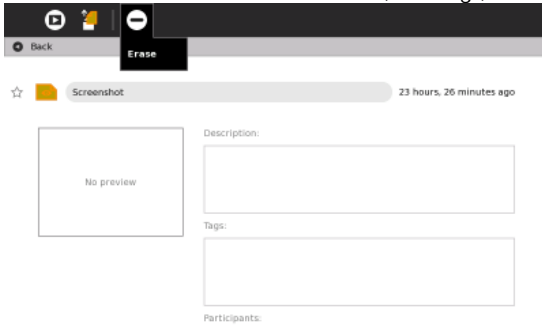 Erase
Back
Screenshot
23 hours, 26 minutes ago
No preview
Description:
Tags:
Participants: